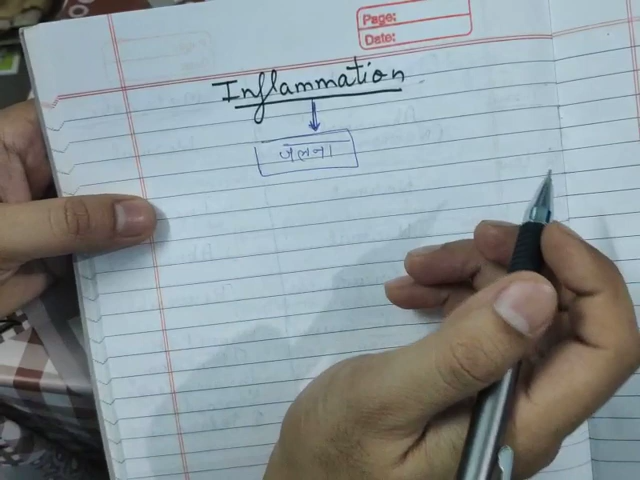 Page:
Date:
Inflammation
जलना